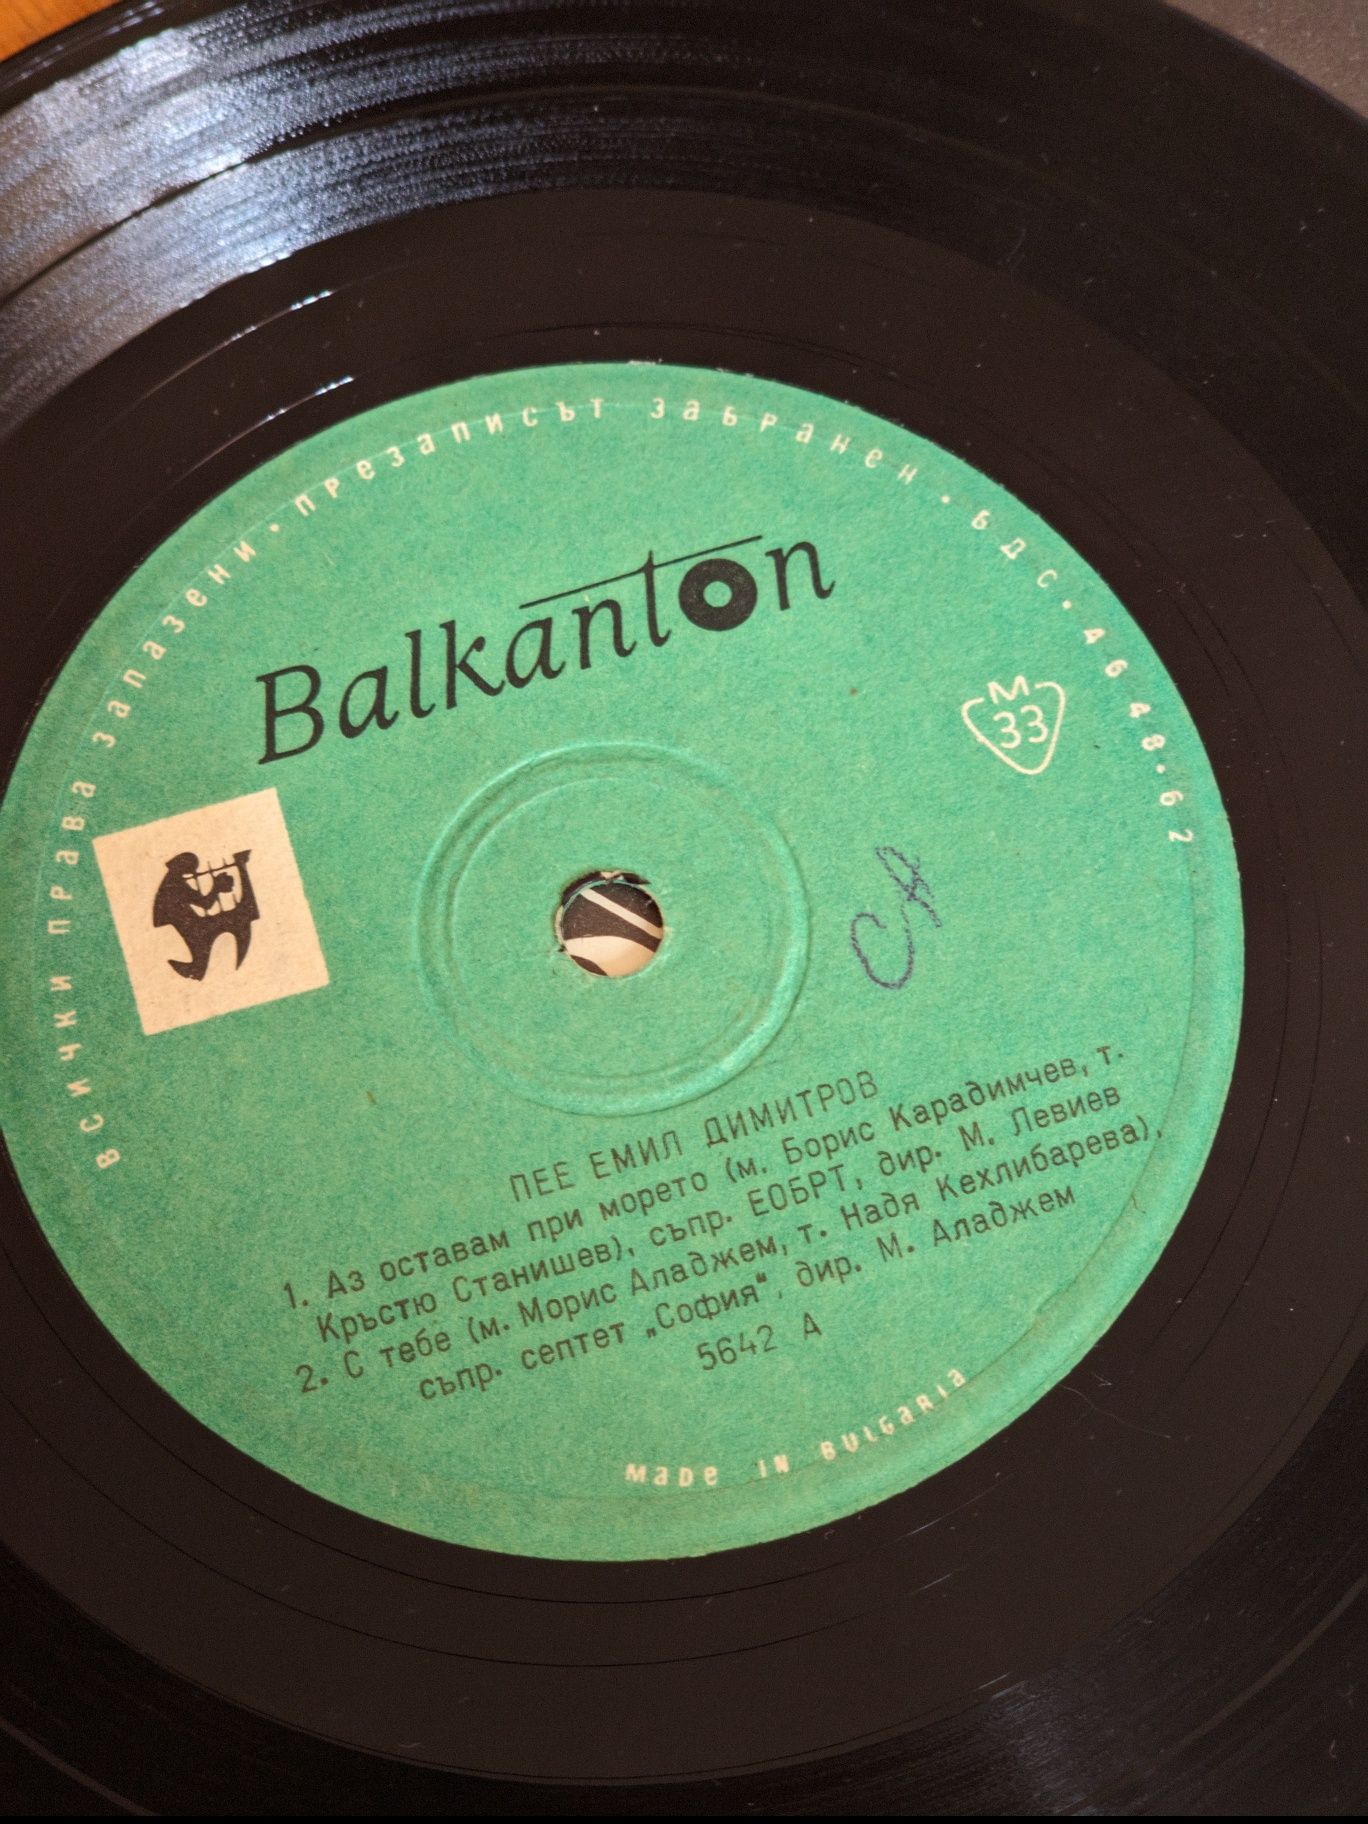 всички права запазени · презаписът забранен · бдс. 4648-62
Balkanton
М
33
СА
ПЕЕ ЕМИЛ ДИМИТРОВ
1. Аз оставам при морето (м. Борис Карадимчев, т.
Кръстю Станишев), съпр. ЕОБРТ, дир. М. Левиев
2. С тебе (м. Морис Аладжем, т. Надя Кехлибарева),
съпр. септет „София“, дир. М. Аладжем
5642 А
Made in Bulgaria